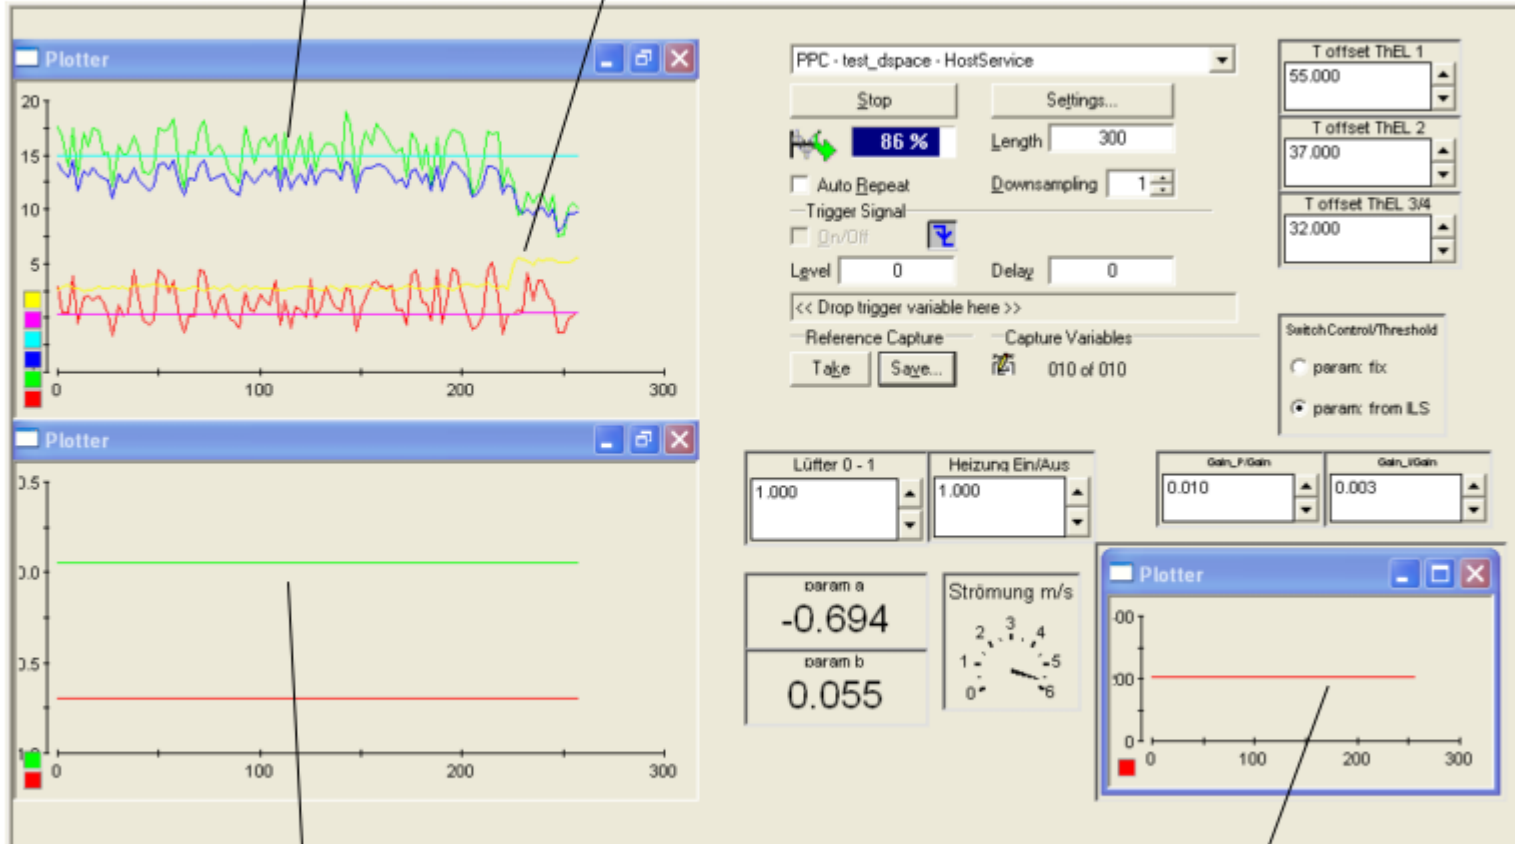 Plotter
20
15
10
5
0 100 200 300
Plotter
0.5
0.0
0.5
1.0
0 100 200 300
PPC - test_dspace - HostService
Stop Settings...
86 % Length 300
Auto Repeat Downsampling 1
Trigger Signal
On/Off
Level 0 Delay 0
<< Drop trigger variable here >>
Reference Capture Capture Variables
Take Save... 010 of 010
T offset ThEL 1
55.000
T offset ThEL 2
37.000
T offset ThEL 3/4
32.000
Switch Control/Threshold
param: fix
param: from ILS
Lüfter 0 - 1 Heizung Ein/Aus
1.000 1.000
Gain_P/Gain Gain_I/Gain
0.010 0.003
param a
-0.694
param b
0.055
Strömung m/s
0 1 2 3 4 5 6
Plotter
00
00
0
0 100 200 300